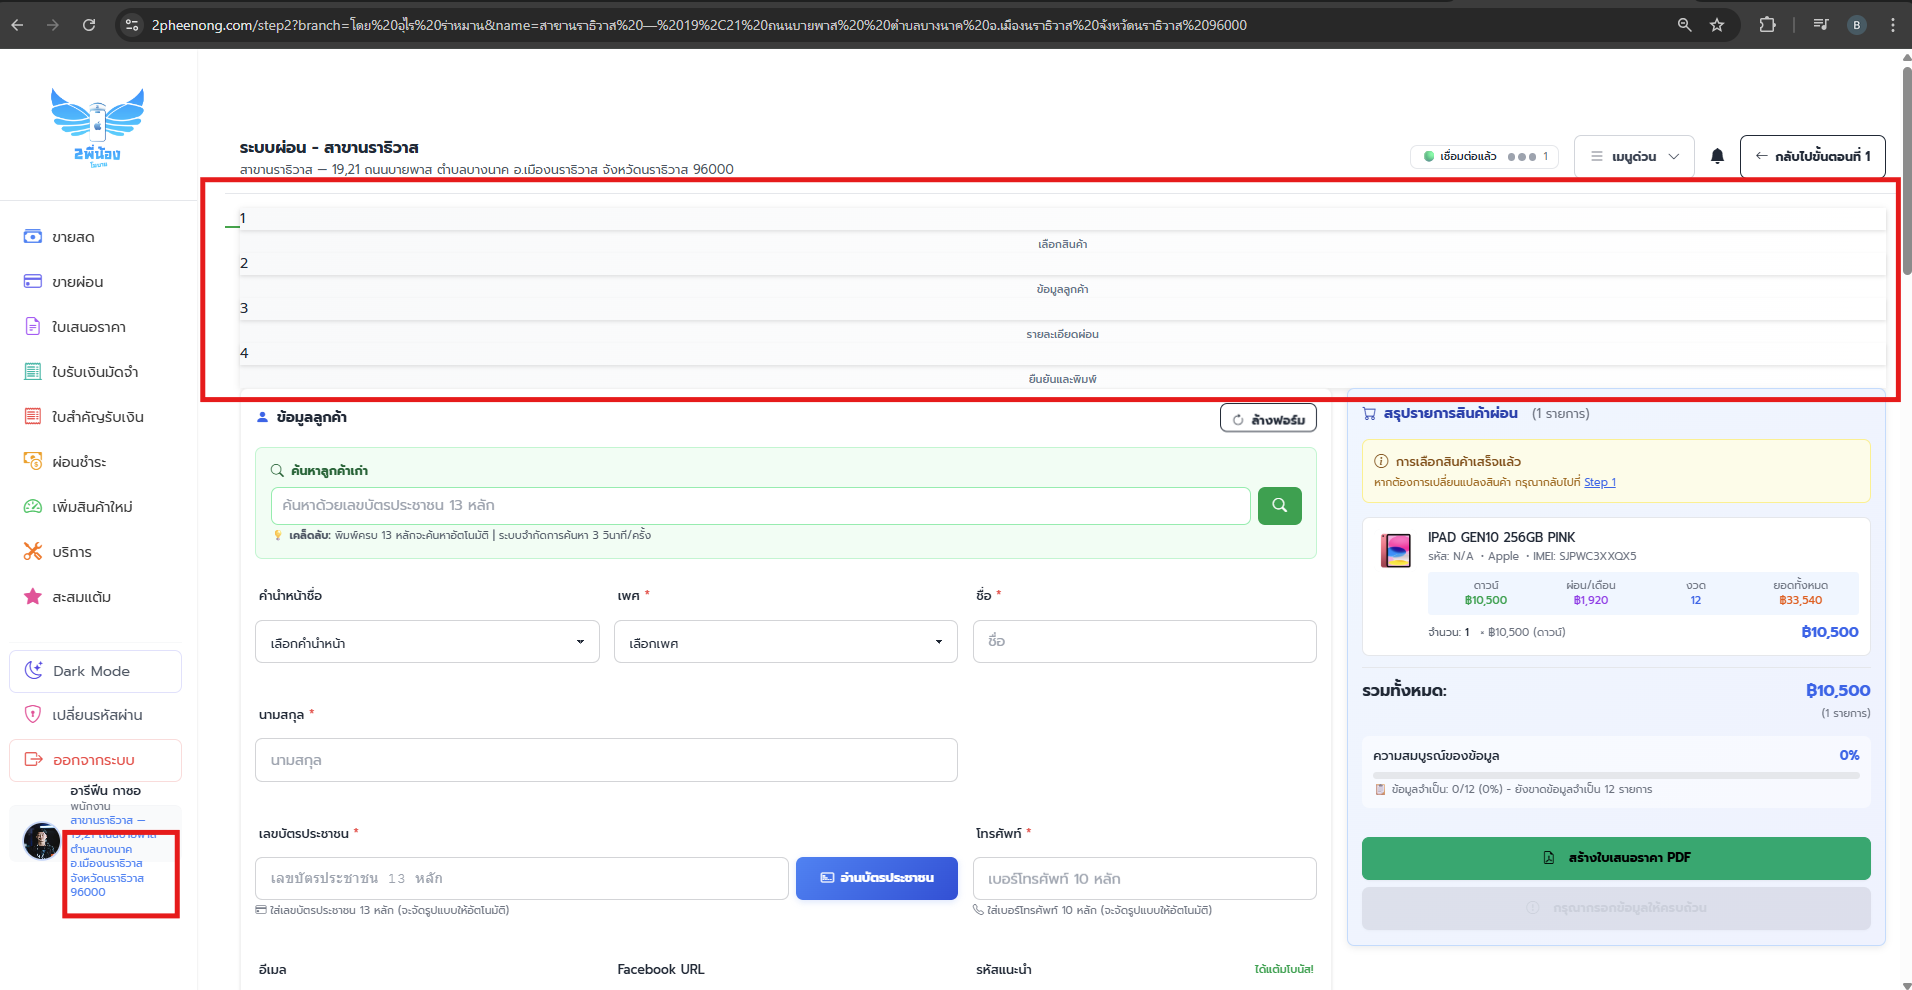 2pheenong.com/step2?branch=โดย%20อุไร%20ร่าหมาน&name=สาขานราธิวาส%20—%2019%2C21%20ถนนบายพาส%20%20ตำบลบางนาค%20อ.เมืองนราธิวาส%20จังหวัดนราธิวาส%2096000
B
2พี่น้อง
ขายสด
ขายผ่อน
ใบเสนอราคา
ใบรับเงินมัดจำ
ใบสำคัญรับเงิน
ผ่อนชำระ
เพิ่มสินค้าใหม่
บริการ
สะสมแต้ม
Dark Mode
เปลี่ยนรหัสผ่าน
ออกจากระบบ
อารีฟีน กาซอ
พนักงาน
สาขานราธิวาส —
19,21 ถนนบายพาส
ตำบลบางนาค
อ.เมืองนราธิวาส
จังหวัดนราธิวาส
96000
ระบบผ่อน - สาขานราธิวาส
สาขานราธิวาส — 19,21 ถนนบายพาส ตำบลบางนาค อ.เมืองนราธิวาส จังหวัดนราธิวาส 96000
เชื่อมต่อแล้ว 1
เมนูด่วน
← กลับไปขั้นตอนที่ 1
1
เลือกสินค้า
2
ข้อมูลลูกค้า
3
รายละเอียดผ่อน
4
ยืนยันและพิมพ์
ข้อมูลลูกค้า
ล้างฟอร์ม
ค้นหาลูกค้าเก่า
ค้นหาด้วยเลขบัตรประชาชน 13 หลัก
เคล็ดลับ: พิมพ์ครบ 13 หลักจะค้นหาอัตโนมัติ | ระบบจำกัดการค้นหา 3 วินาที/ครั้ง
คำนำหน้าชื่อ
เพศ *
ชื่อ *
เลือกคำนำหน้า
เลือกเพศ
ชื่อ
นามสกุล *
นามสกุล
เลขบัตรประชาชน *
โทรศัพท์ *
เลขบัตรประชาชน 13 หลัก
อ่านบัตรประชาชน
เบอร์โทรศัพท์ 10 หลัก
ใส่เลขบัตรประชาชน 13 หลัก (จะจัดรูปแบบให้อัตโนมัติ)
ใส่เบอร์โทรศัพท์ 10 หลัก (จะจัดรูปแบบให้อัตโนมัติ)
อีเมล
Facebook URL
รหัสแนะนำ
ได้แต้มโบนัส!
สรุปรายการสินค้าผ่อน (1 รายการ)
การเลือกสินค้าเสร็จแล้ว
หากต้องการเปลี่ยนแปลงสินค้า กรุณากลับไปที่ Step 1
IPAD GEN10 256GB PINK
รหัส: N/A • Apple • IMEI: SJPWC3XXQX5
ดาวน์ ผ่อน/เดือน งวด ยอดทั้งหมด
฿10,500 ฿1,920 12 ฿33,540
จำนวน: 1 × ฿10,500 (ดาวน์) ฿10,500
รวมทั้งหมด: ฿10,500
(1 รายการ)
ความสมบูรณ์ของข้อมูล 0%
ข้อมูลจำเป็น: 0/12 (0%) - ยังขาดข้อมูลจำเป็น 12 รายการ
สร้างใบเสนอราคา PDF
กรุณากรอกข้อมูลให้ครบถ้วน